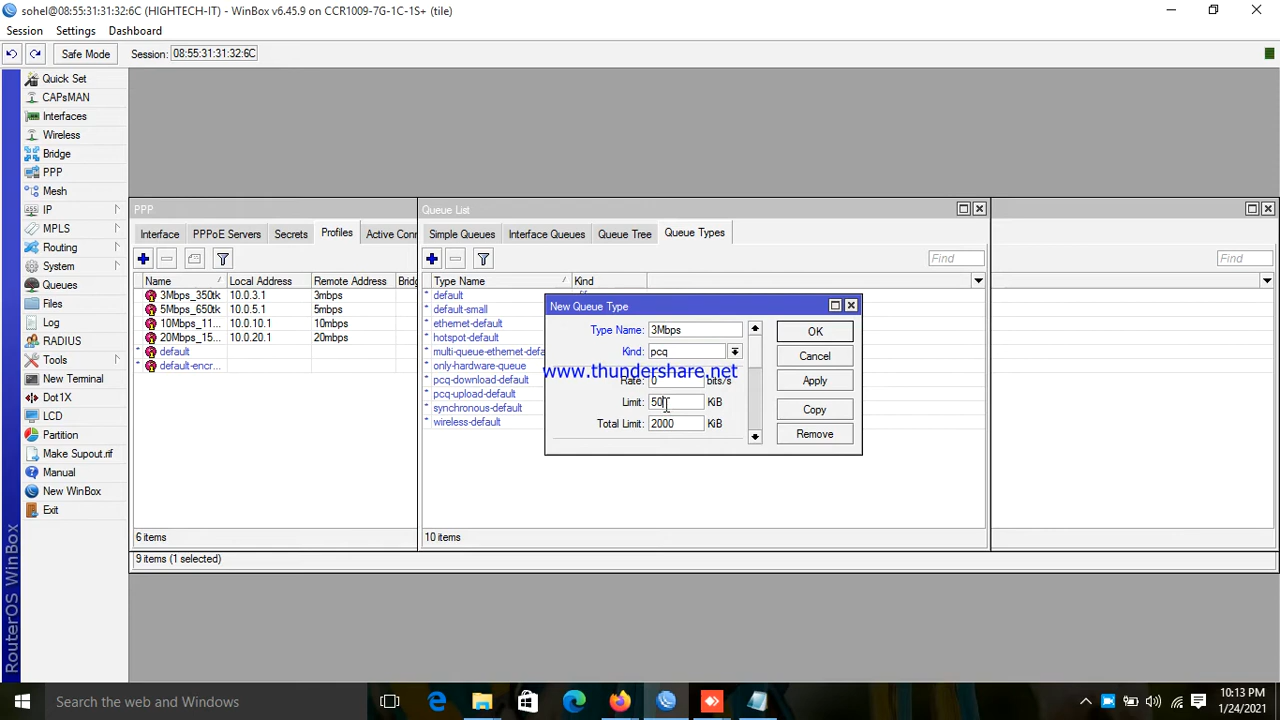 sohel@08:55:31:31:32:6C (HIGHTECH-IT) - WinBox v6.45.9 on CCR1009-7G-1C-1S+ (tile)
Session Settings Dashboard
Safe Mode Session: 08:55:31:31:32:6C
Quick Set
CAPsMAN
Interfaces
Wireless
Bridge
PPP
Mesh
IP
MPLS
Routing
System
Queues
Files
Log
RADIUS
Tools
New Terminal
Dot1X
LCD
Partition
Make Supout.rif
Manual
New WinBox
Exit
RouterOS WinBox
PPP
Interface PPPoE Servers Secrets Profiles Active Conn
Name Local Address Remote Address Bridg
3Mbps_350tk 10.0.3.1 3mbps
5Mbps_650tk 10.0.5.1 5mbps
10Mbps_11... 10.0.10.1 10mbps
20Mbps_15... 10.0.20.1 20mbps
* default
* default-encr...
6 items
9 items (1 selected)
Queue List
Simple Queues Interface Queues Queue Tree Queue Types
Find
Type Name Kind
* default
* default-small
* ethernet-default
* hotspot-default
* multi-queue-ethernet-defa
* only-hardware-queue
* pcq-download-default
* pcq-upload-default
* synchronous-default
* wireless-default
10 items
New Queue Type
Type Name: 3Mbps
Kind: pcq
Rate: 0 bits/s
Limit: 50 KiB
Total Limit: 2000 KiB
OK
Cancel
Apply
Copy
Remove
www.thundershare.net
Find
Search the web and Windows
10:13 PM
1/24/2021